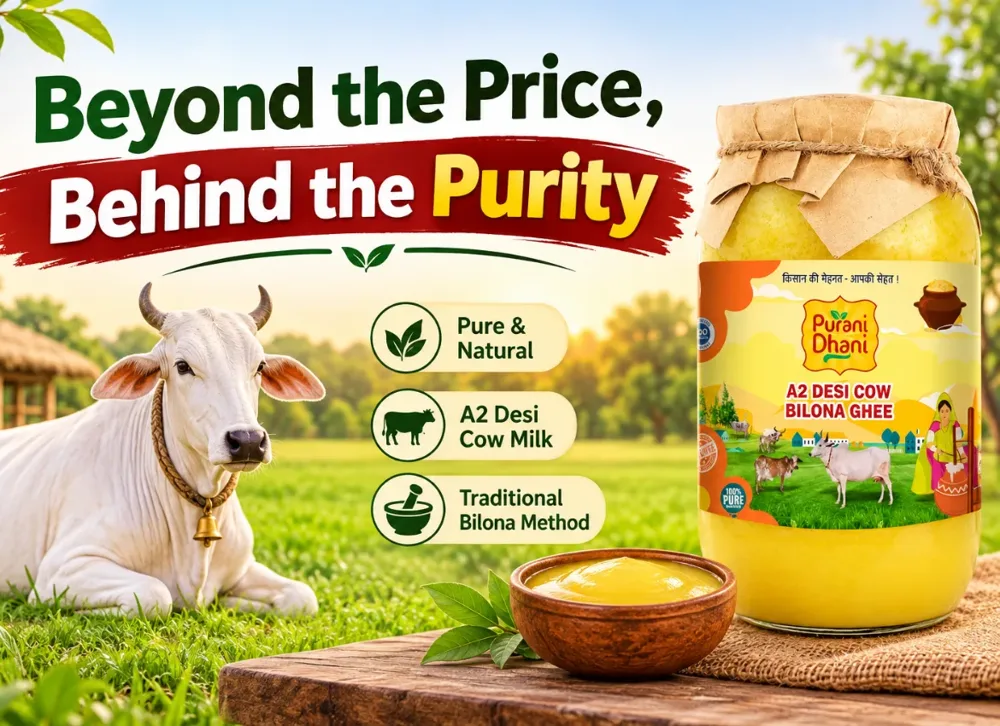 Beyond the Price,
Behind the Purity
Pure &
Natural
A2 Desi
Cow Milk
Traditional
Bilona Method
किसान की मेहनत - आपकी सेहत !
Purani
Dhani
A2 DESI COW
BILONA GHEE
100%
PURE